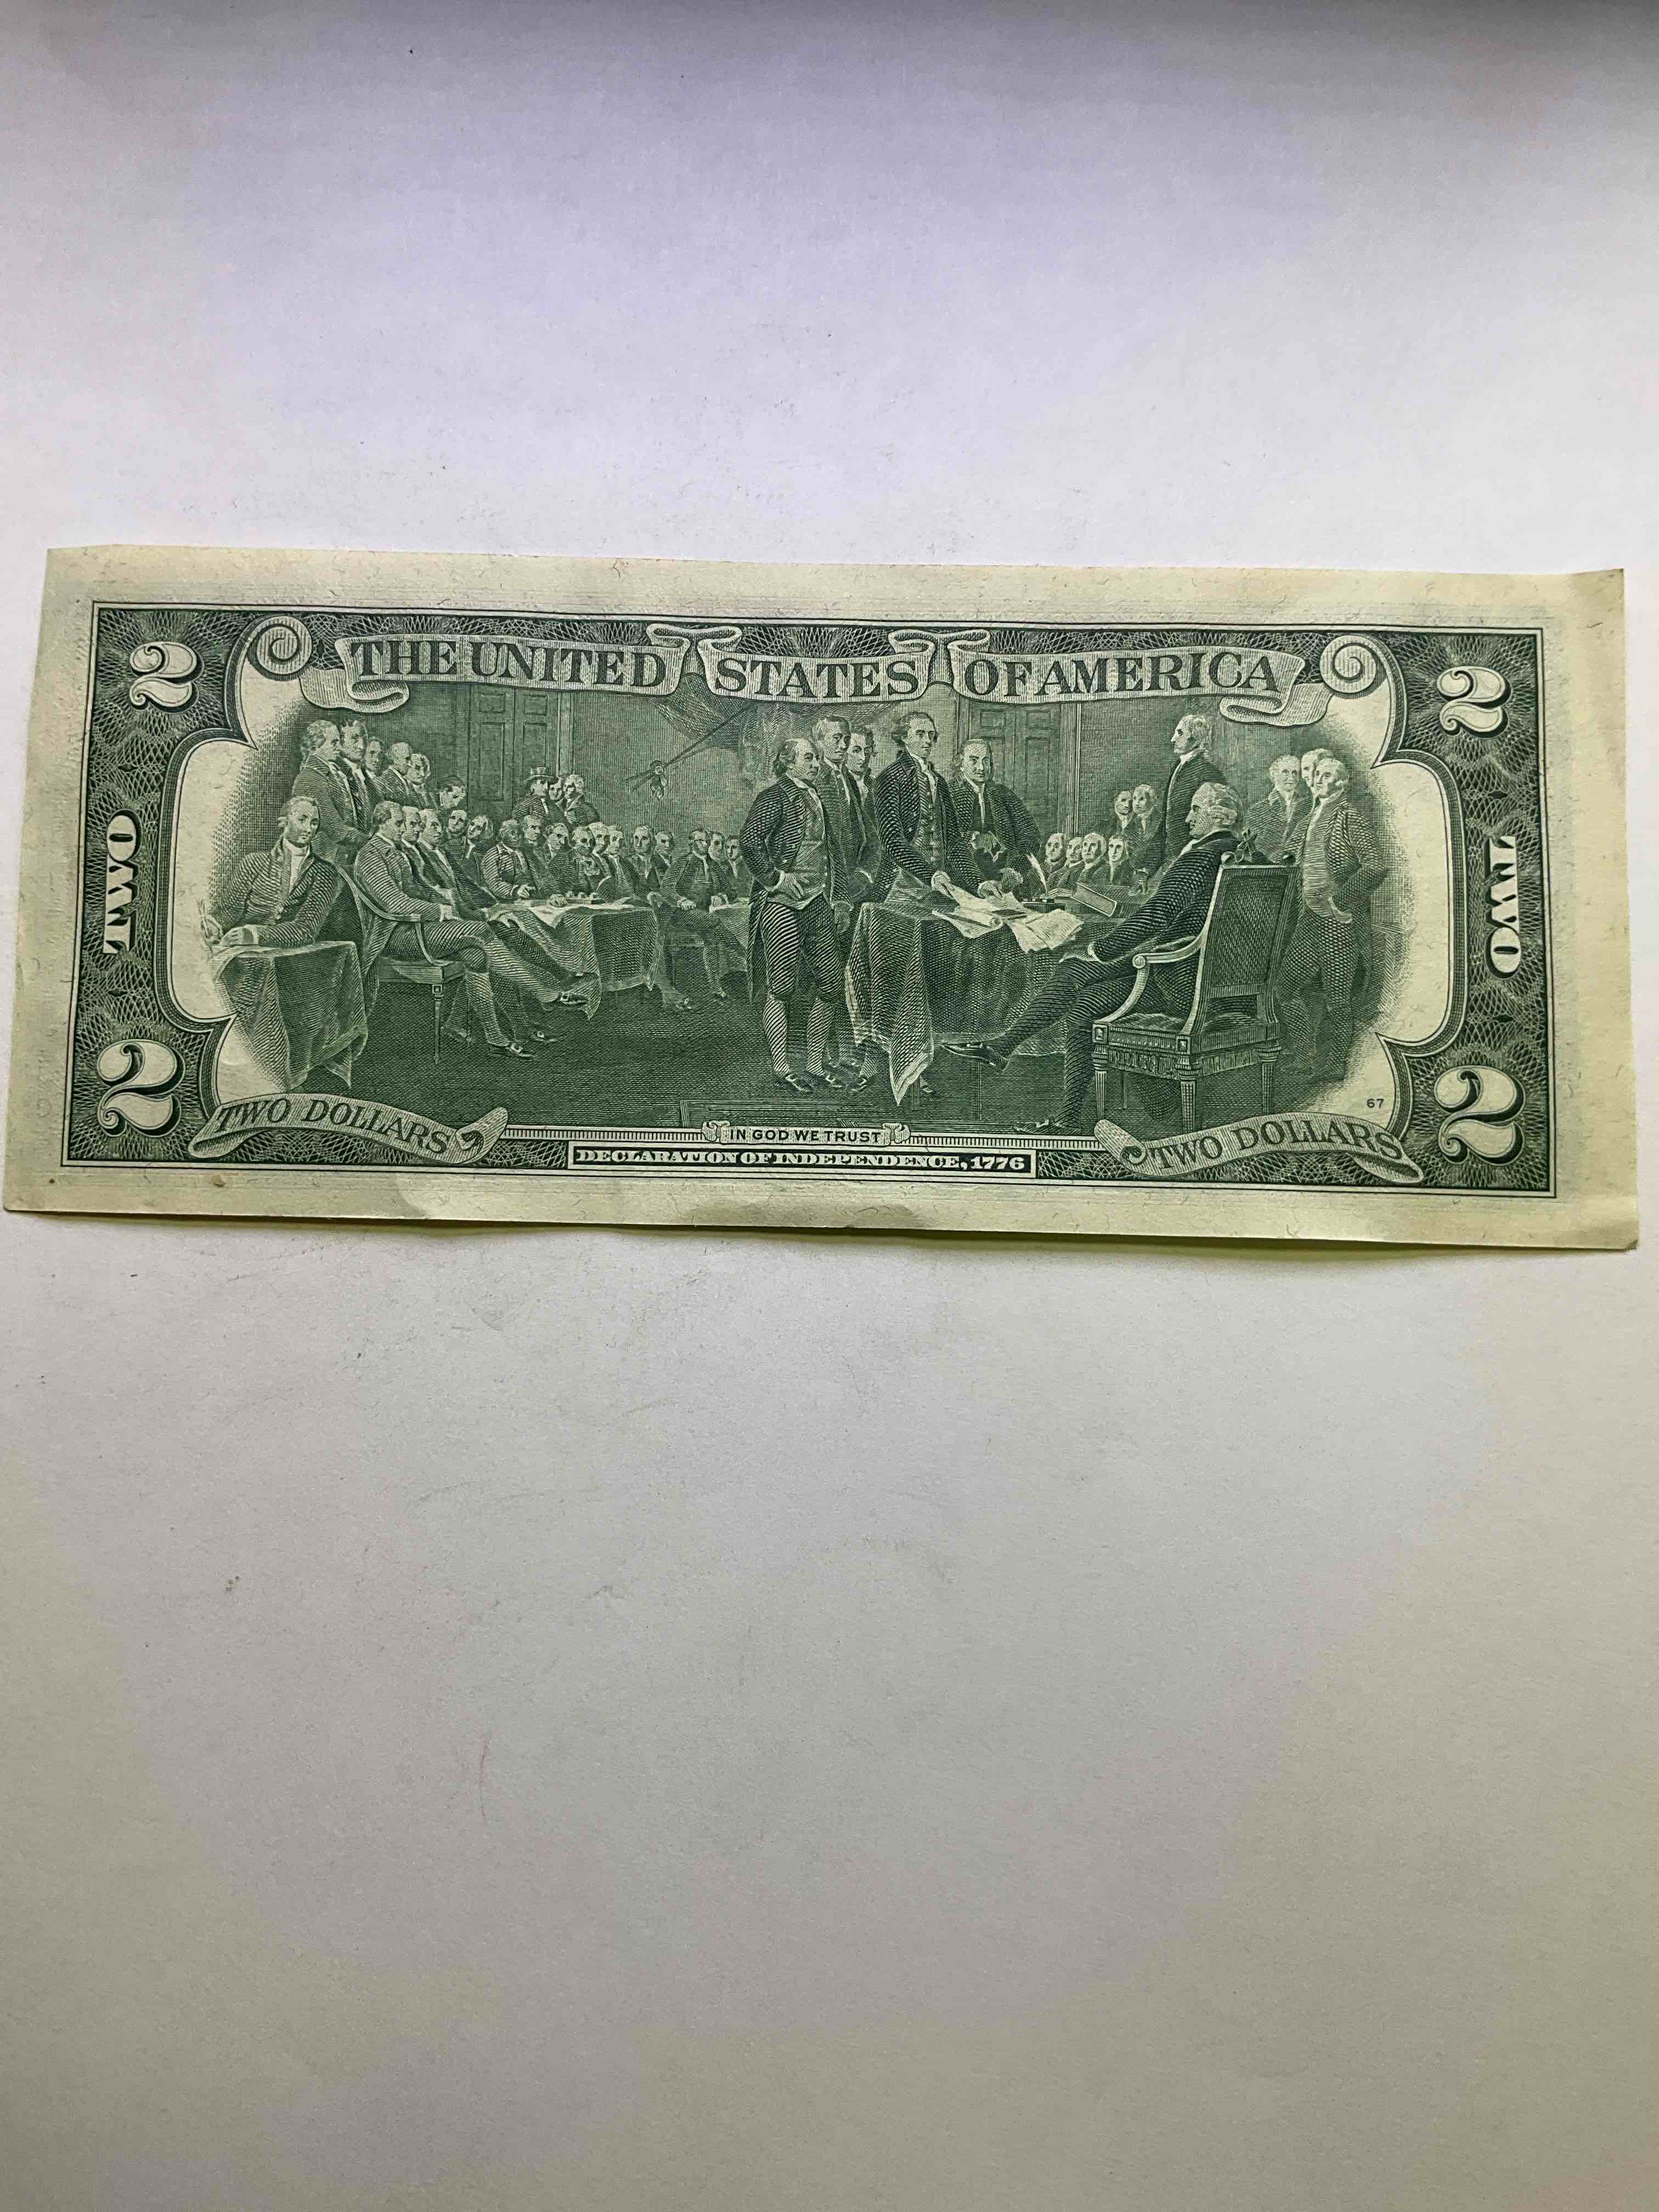 2 THE UNITED STATES OF AMERICA 2
TWO TWO
67
2 TWO DOLLARS IN GOD WE TRUST TWO DOLLARS 2
DECLARATION OF INDEPENDENCE, 1776